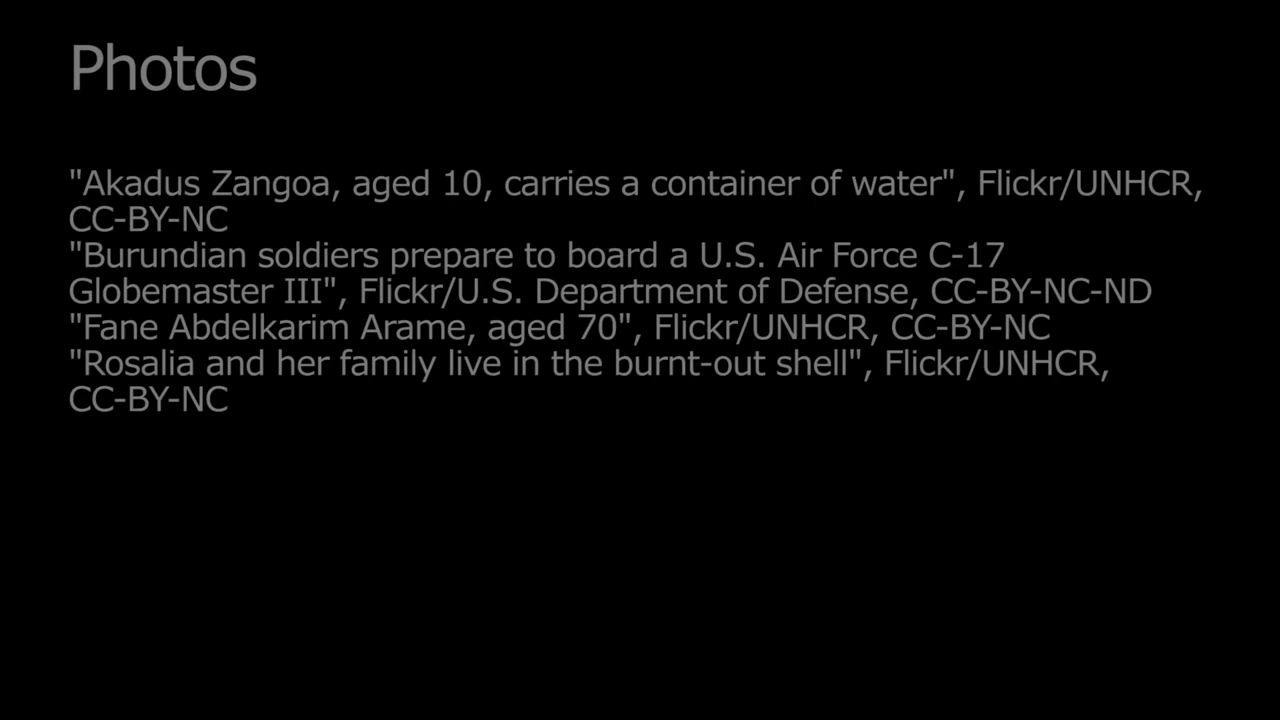 Photos
"Akadus Zangoa, aged 10, carries a container of water", Flickr/UNHCR,
CC-BY-NC
"Burundian soldiers prepare to board a U.S. Air Force C-17
Globemaster III", Flickr/U.S. Department of Defense, CC-BY-NC-ND
"Fane Abdelkarim Arame, aged 70", Flickr/UNHCR, CC-BY-NC
"Rosalia and her family live in the burnt-out shell", Flickr/UNHCR,
CC-BY-NC